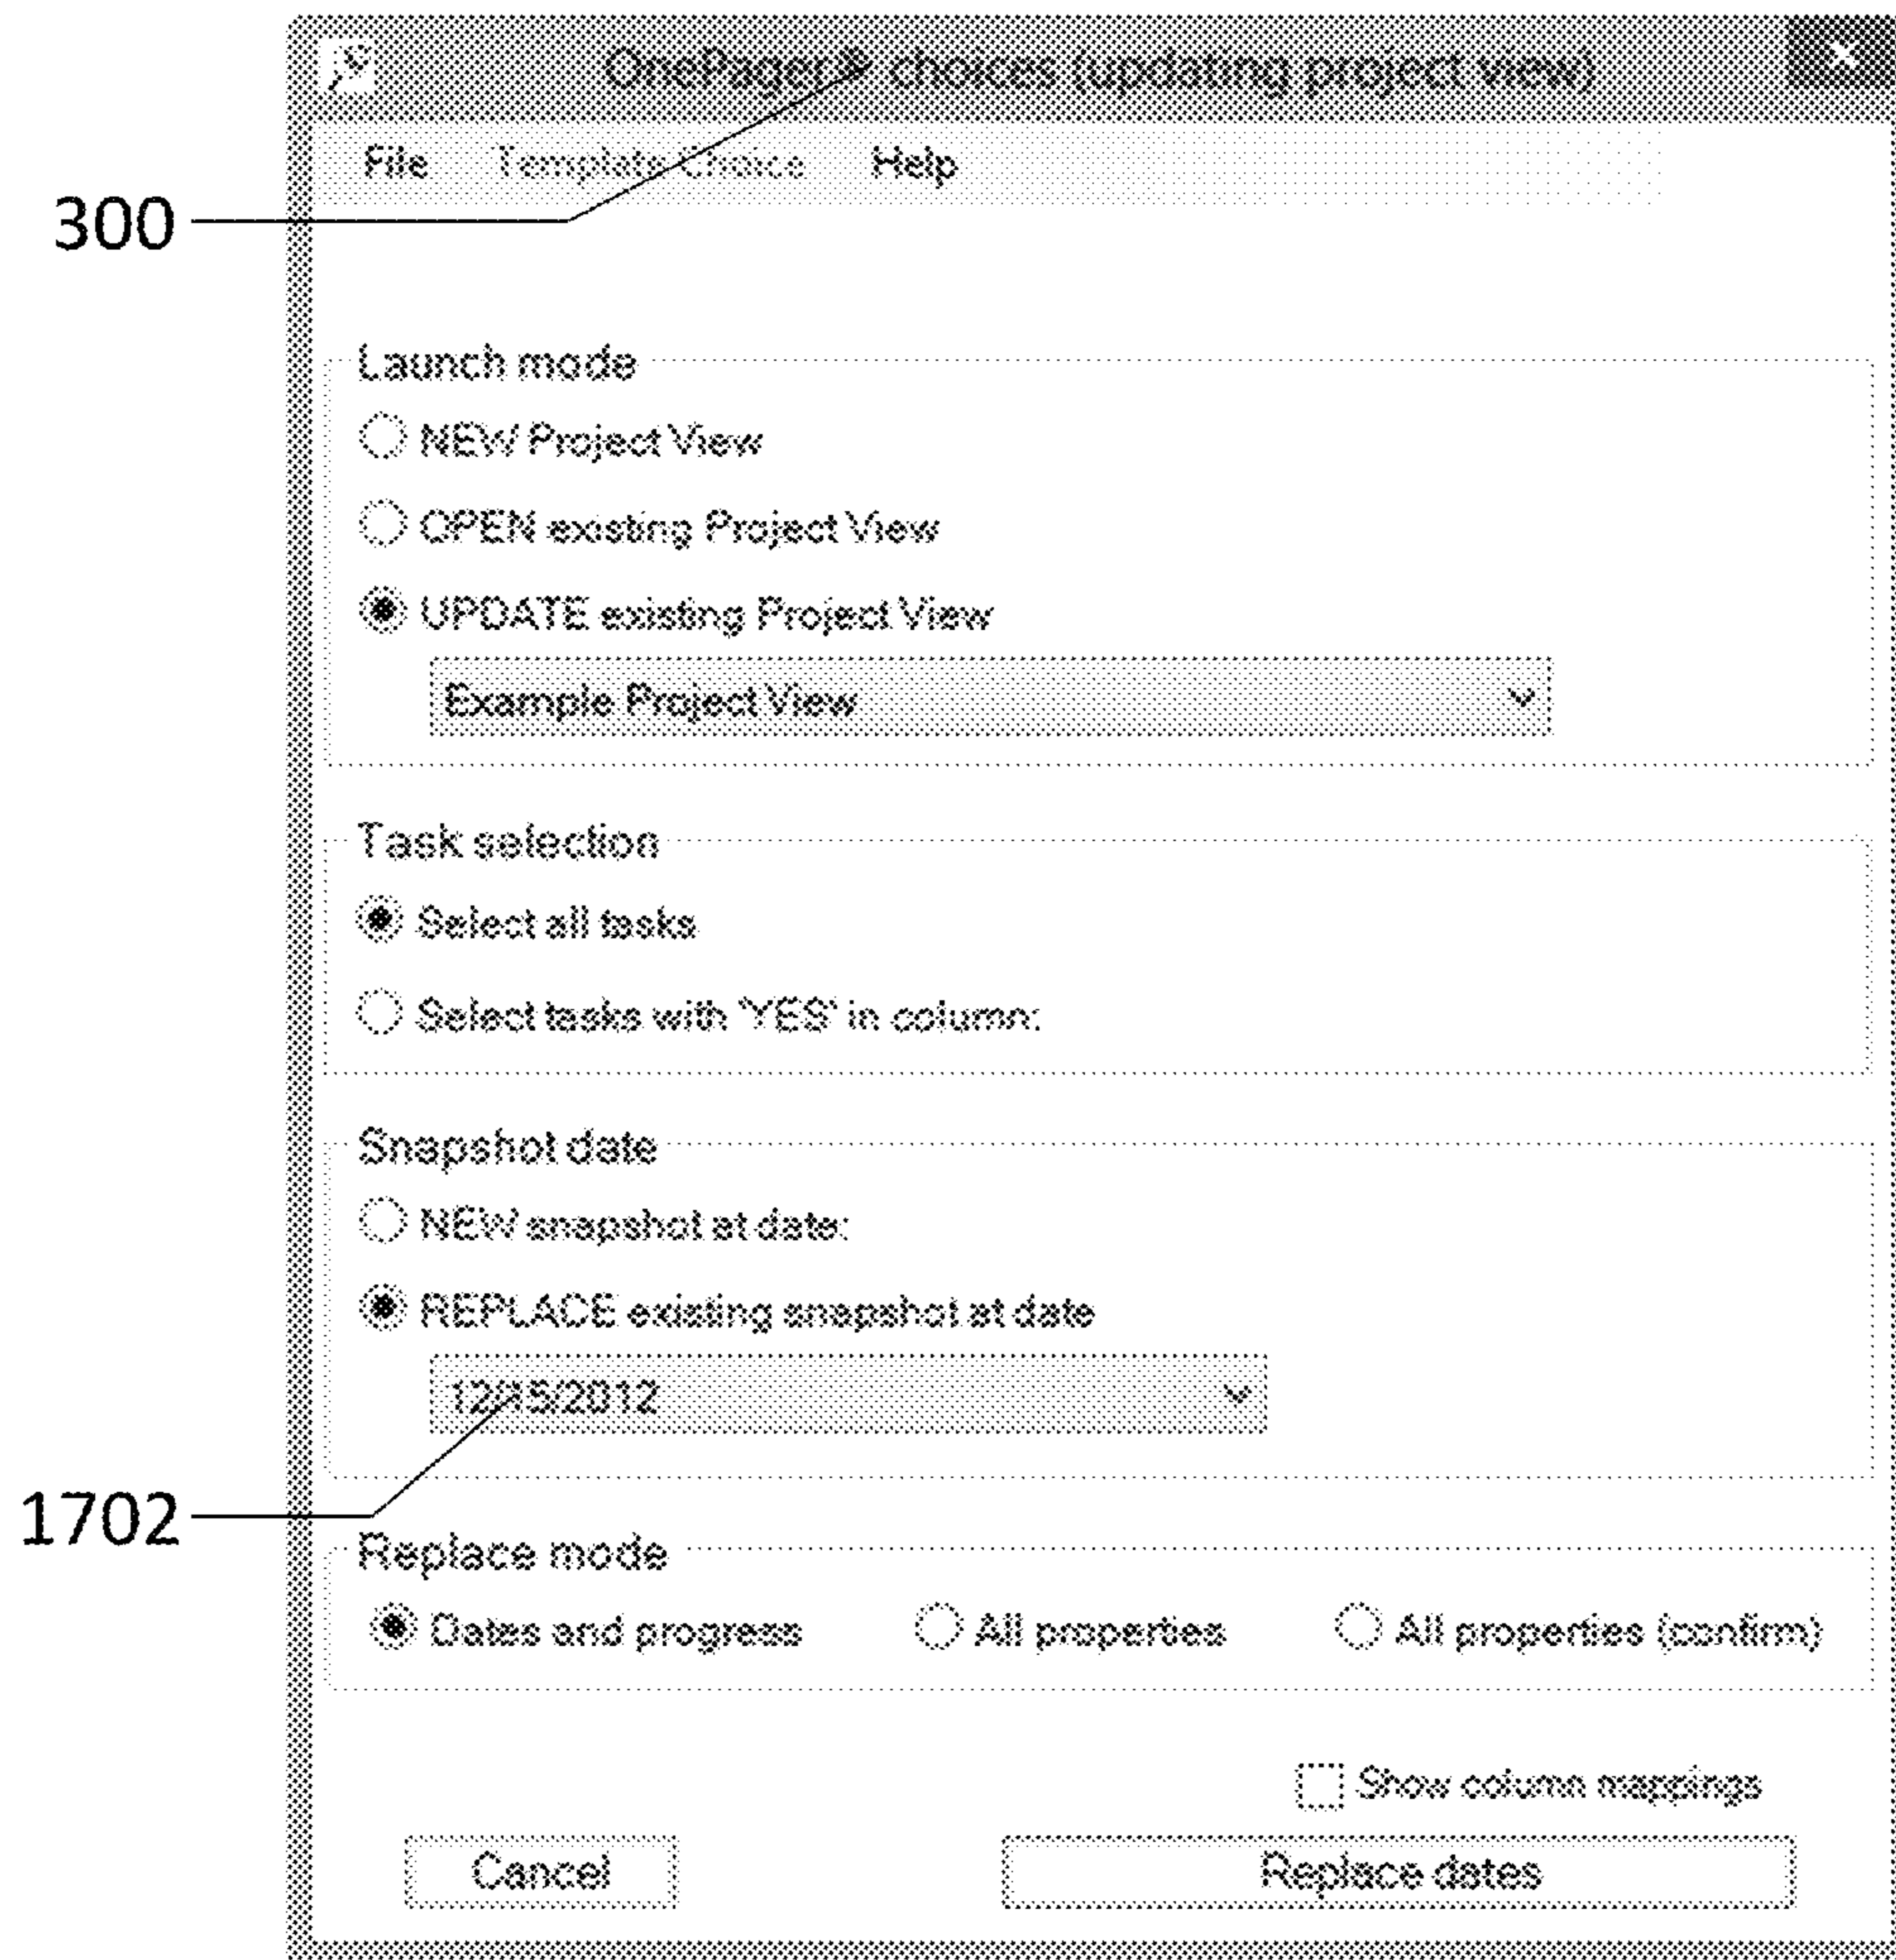 OnePager® choices (updating project view)
File Template Choice Help
300
Launch mode
NEW Project View
OPEN existing Project View
UPDATE existing Project View
Example Project View
Task selection
Select all tasks
Select tasks with 'YES' in column:
Snapshot date
NEW snapshot at date:
REPLACE existing snapshot at date
12/15/2012
1702
Replace mode
Dates and progress All properties All properties (confirm)
Show column mappings
Cancel Replace dates